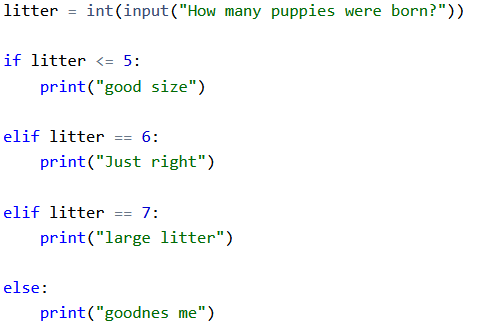 litter = int(input("How many puppies were born?"))
if litter <= 5:
    print("good size")
elif litter == 6:
    print("Just right")
elif litter == 7:
    print("large litter")
else:
    print("goodnes me")